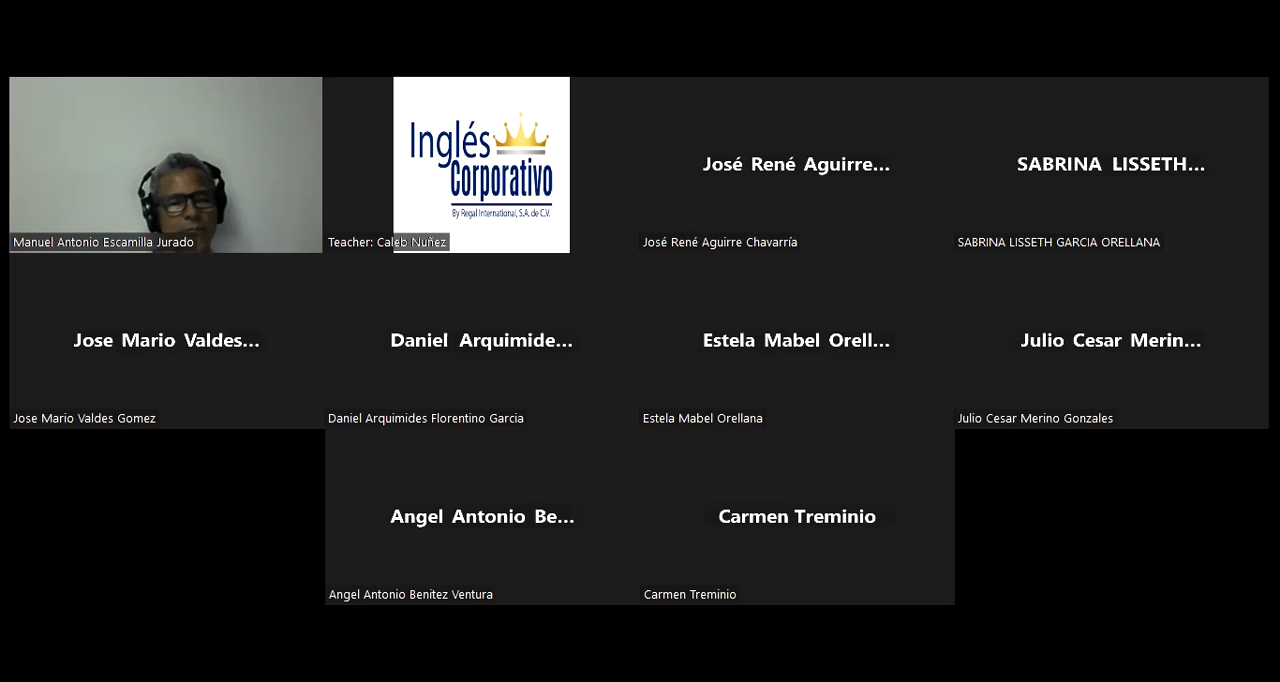 Inglés
Corporativo
By Regal International, S.A. de C.V.
José René Aguirre...
SABRINA LISSETH...
Manuel Antonio Escamilla Jurado
Teacher: Caleb Nuñez
José René Aguirre Chavarría
SABRINA LISSETH GARCIA ORELLANA
Jose Mario Valdes...
Daniel Arquimide...
Estela Mabel Orell...
Julio Cesar Merin...
Jose Mario Valdes Gomez
Daniel Arquimides Florentino Garcia
Estela Mabel Orellana
Julio Cesar Merino Gonzales
Angel Antonio Be...
Carmen Treminio
Angel Antonio Benitez Ventura
Carmen Treminio